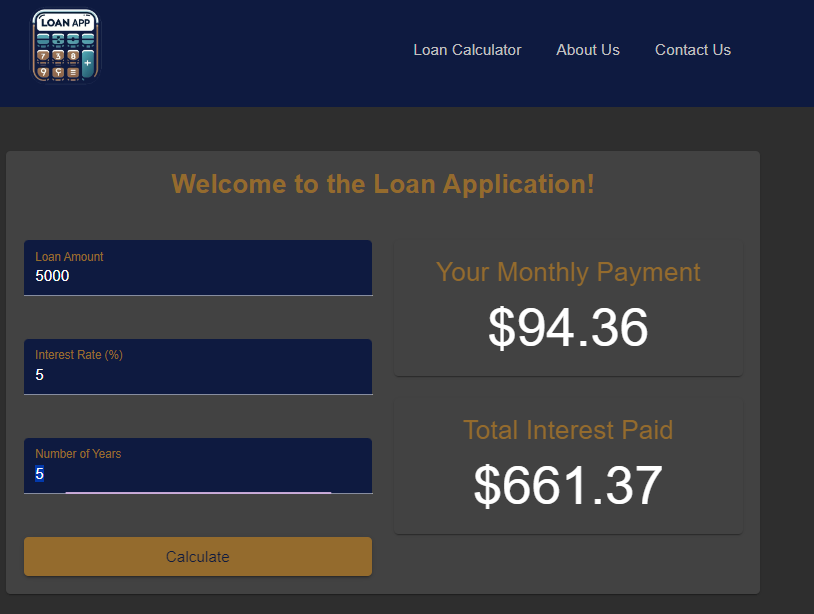 LOAN APP
Loan Calculator
About Us
Contact Us
Welcome to the Loan Application!
Loan Amount
5000
Interest Rate (%)
5
Number of Years
5
Calculate
Your Monthly Payment
$94.36
Total Interest Paid
$661.37